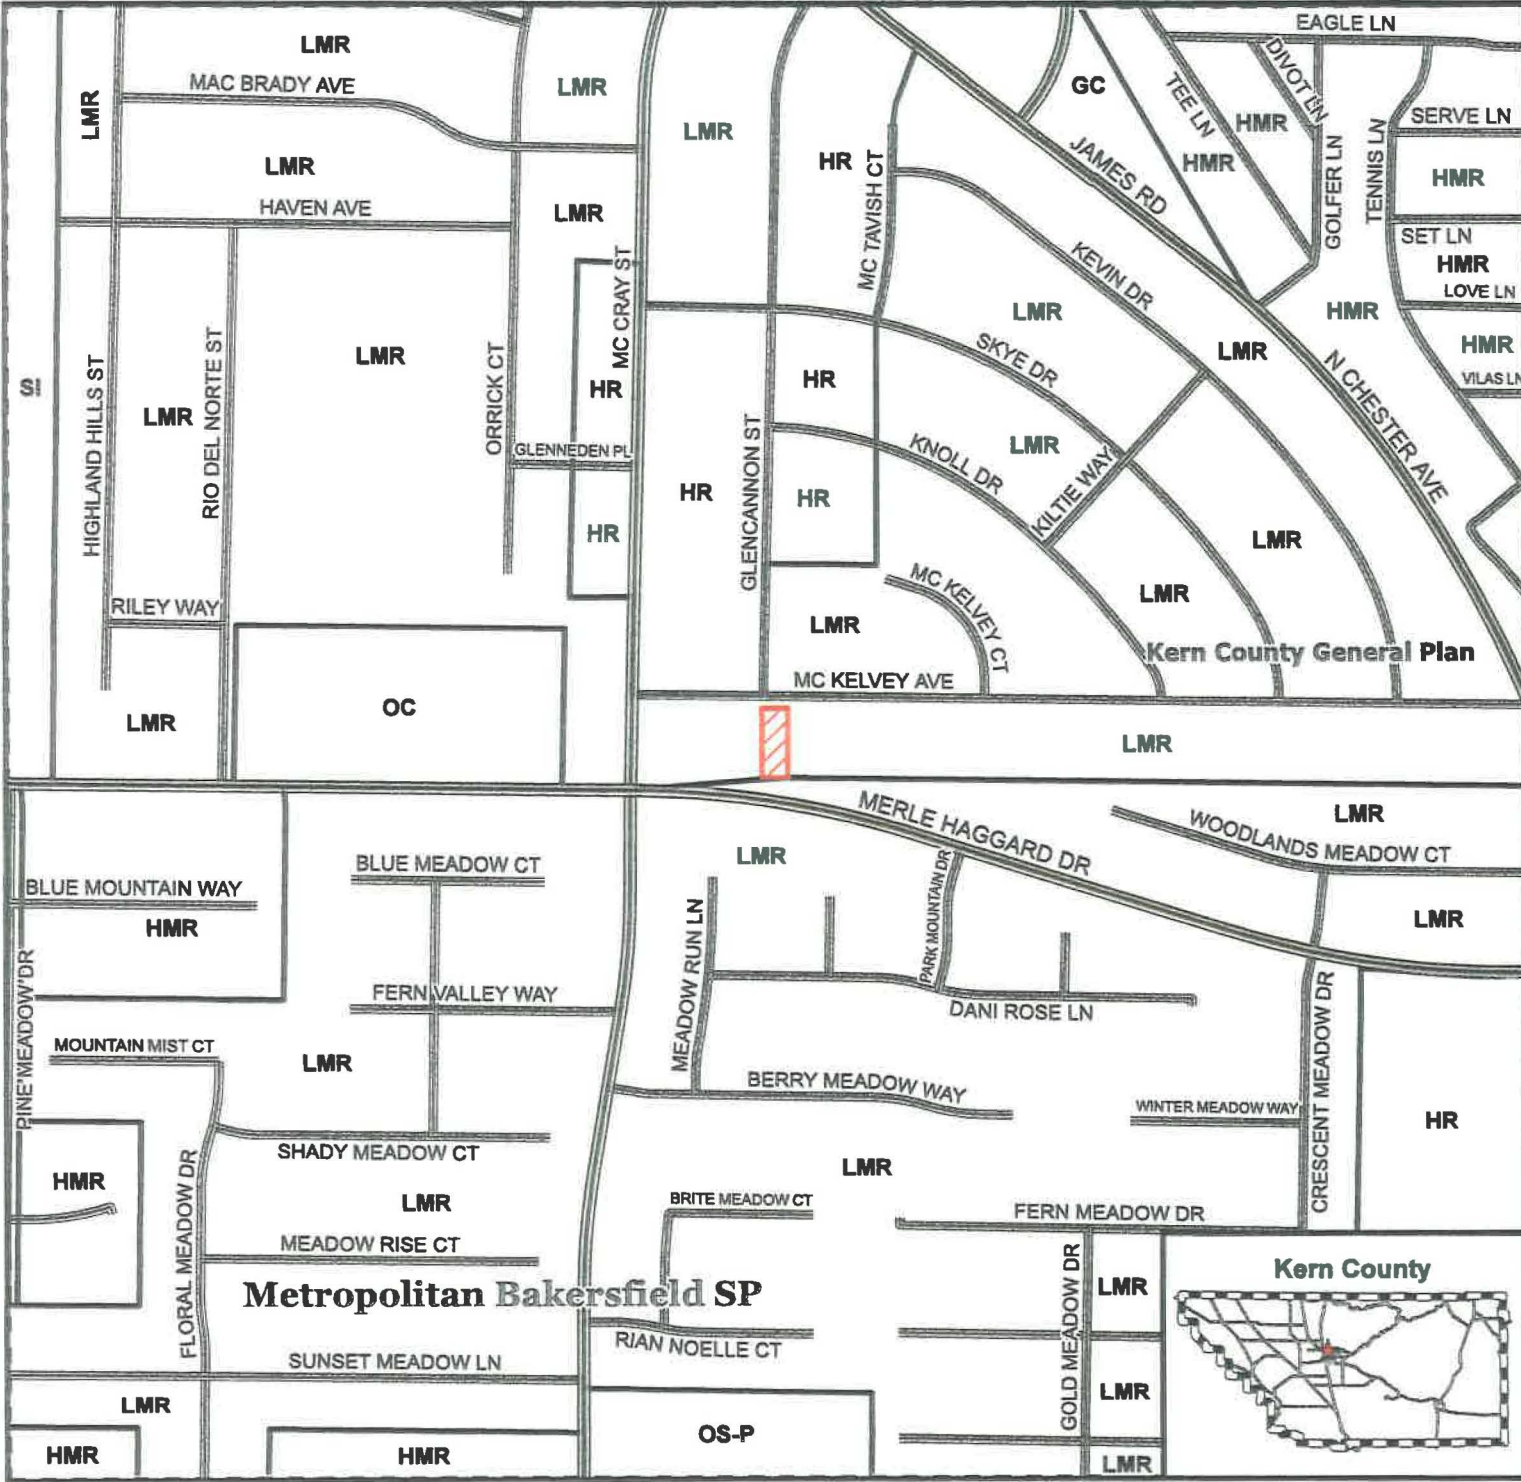 EAGLE LN
LMR
LMR
MAC BRADY AVE
LMR
GC
TEE LN
DIVOT LN
HMR
HMR
SERVE LN
LMR
LMR
HR
MC TAVISH CT
JAMES RD
GOLFER LN
TENNIS LN
HMR
LMR
HAVEN AVE
LMR
SET LN
HMR
LOVE LN
MC CRAY ST
KEVIN DR
LMR
HMR
HMR
VILAS LN
SI
HIGHLAND HILLS ST
LMR
RIO DEL NORTE ST
LMR
ORRICK CT
HR
HR
SKYE DR
LMR
N CHESTER AVE
GLENNEDEN PL
GLENCANNON ST
HR
HR
KNOLL DR
LMR
KILTIE WAY
HR
LMR
RILEY WAY
LMR
MC KELVEY CT
LMR
Kern County General Plan
MC KELVEY AVE
LMR
OC
LMR
MERLE HAGGARD DR
LMR
WOODLANDS MEADOW CT
BLUE MEADOW CT
LMR
BLUE MOUNTAIN WAY
HMR
PARK MOUNTAIN DR
LMR
PINE MEADOW DR
FERN VALLEY WAY
MEADOW RUN LN
DANI ROSE LN
CRESCENT MEADOW DR
MOUNTAIN MIST CT
LMR
BERRY MEADOW WAY
WINTER MEADOW WAY
HR
SHADY MEADOW CT
HMR
FLORAL MEADOW DR
LMR
LMR
BRITE MEADOW CT
FERN MEADOW DR
MEADOW RISE CT
Metropolitan Bakersfield SP
GOLD MEADOW DR
LMR
Kern County
RIAN NOELLE CT
SUNSET MEADOW LN
LMR
LMR
OS-P
HMR
HMR
LMR